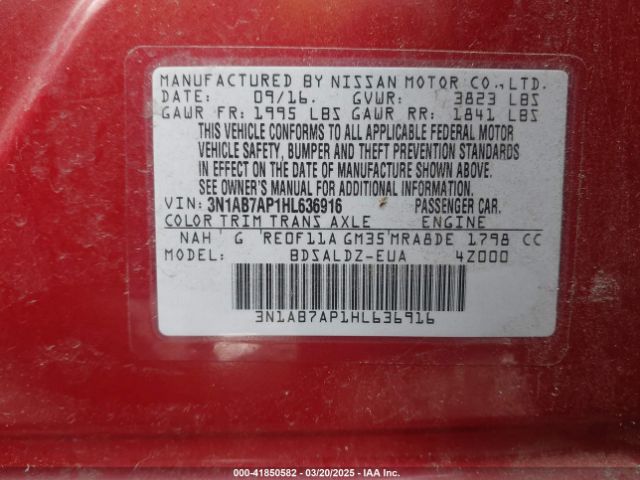 MANUFACTURED BY NISSAN MOTOR CO.,LTD.
DATE: 09/16. GVWR: 3823 LBS
GAWR FR: 1995 LBS GAWR RR: 1841 LBS
THIS VEHICLE CONFORMS TO ALL APPLICABLE FEDERAL MOTOR
VEHICLE SAFETY, BUMPER AND THEFT PREVENTION STANDARDS
IN EFFECT ON THE DATE OF MANUFACTURE SHOWN ABOVE.
SEE OWNER'S MANUAL FOR ADDITIONAL INFORMATION.
VIN: 3N1AB7AP1HL636916 PASSENGER CAR.
COLOR TRIM TRANS AXLE ENGINE
NAH G RE0F11A GM35 MRA8DE 1798 CC
MODEL: BDSALDZ-EUA 4Z000
3N1AB7AP1HL636916
000-41850582 — 03/20/2025 - IAA Inc.